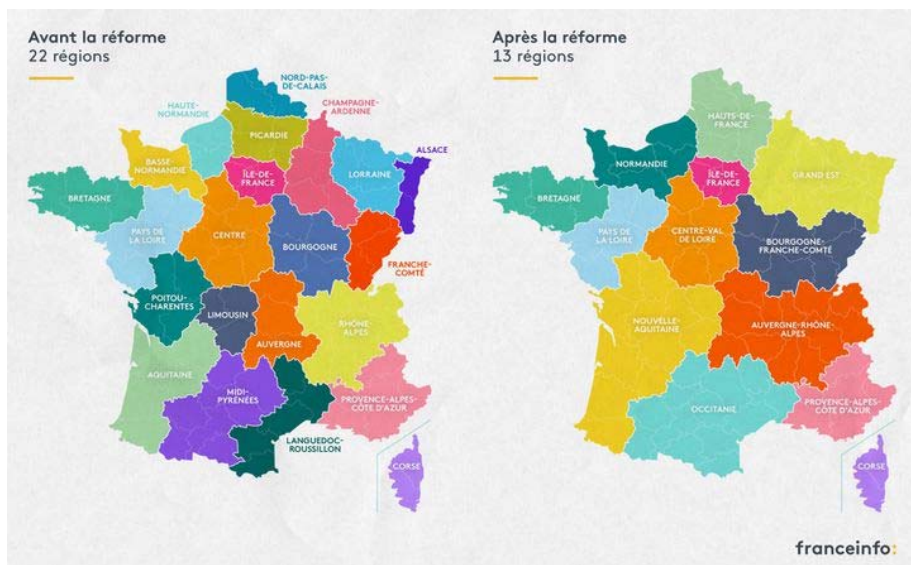 Avant la réforme
22 régions
NORD-PAS-
DE-CALAIS
HAUTE-
NORMANDIE
CHAMPAGNE-
ARDENNE
PICARDIE
ALSACE
BASSE-
NORMANDIE
ÎLE-DE-
FRANCE
LORRAINE
BRETAGNE
PAYS DE
LA LOIRE
CENTRE
BOURGOGNE
FRANCHE-
COMTÉ
POITOU-
CHARENTES
LIMOUSIN
AUVERGNE
RHÔNE-
ALPES
AQUITAINE
MIDI-
PYRÉNÉES
PROVENCE-ALPES-
CÔTE D'AZUR
LANGUEDOC-
ROUSSILLON
CORSE
Après la réforme
13 régions
HAUTS-DE-
FRANCE
NORMANDIE
ÎLE-DE-
FRANCE
GRAND EST
BRETAGNE
PAYS DE
LA LOIRE
CENTRE-VAL
DE LOIRE
BOURGOGNE-
FRANCHE-COMTÉ
NOUVELLE-
AQUITAINE
AUVERGNE-RHÔNE-
ALPES
OCCITANIE
PROVENCE-ALPES-
CÔTE D'AZUR
CORSE
franceinfo: